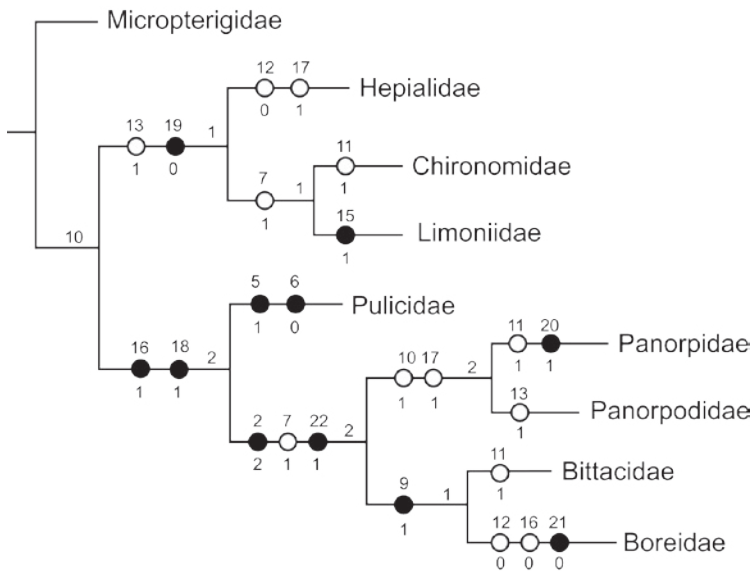 Micropterigidae
12 17
Hepialidae
0 1
13 19 1
1 0
11
Chironomidae
1
7 1
1
15
Limoniidae
1
10
5 6
Pulicidae
1 0
16 18 2
1 1
11 20
Panorpidae
1 1
10 17 2
1 1
13
Panorpodidae
1
2 7 22 2
2 1 1
11
Bittacidae
1
9 1
1
12 16 21
Boreidae
0 0 0